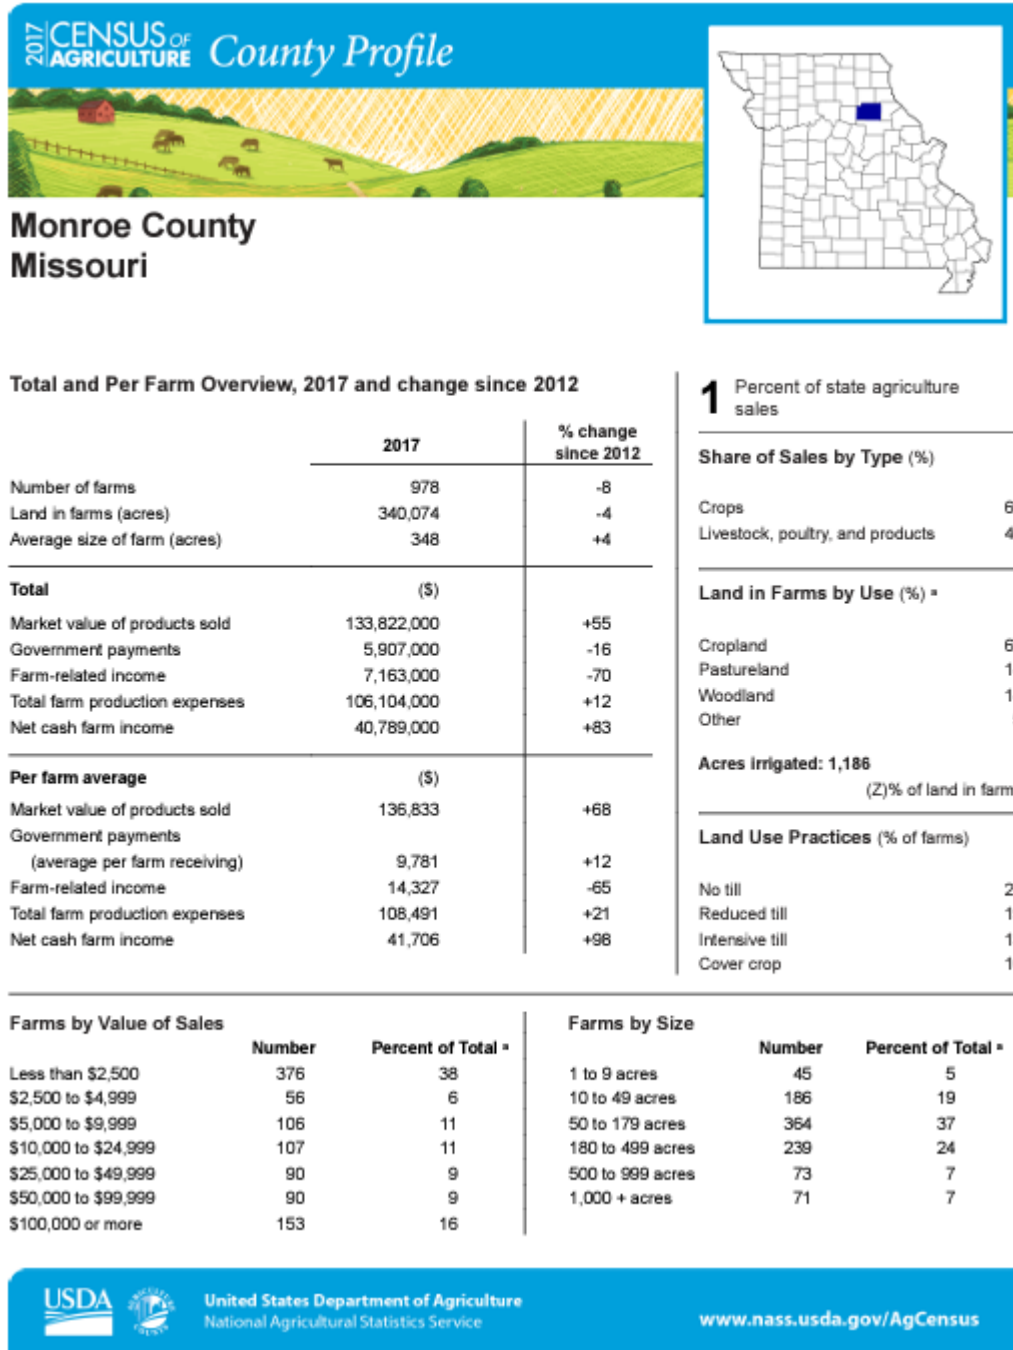 2017 CENSUS OF AGRICULTURE County Profile
Monroe County
Missouri
Total and Per Farm Overview, 2017 and change since 2012
2017 % change since 2012
Number of farms 978 -8
Land in farms (acres) 340,074 -4
Average size of farm (acres) 348 +4
Total ($)
Market value of products sold 133,822,000 +55
Government payments 5,907,000 -16
Farm-related income 7,163,000 -70
Total farm production expenses 106,104,000 +12
Net cash farm income 40,789,000 +83
Per farm average ($)
Market value of products sold 136,833 +68
Government payments
(average per farm receiving) 9,781 +12
Farm-related income 14,327 -65
Total farm production expenses 108,491 +21
Net cash farm income 41,706 +98
1 Percent of state agriculture
sales
Share of Sales by Type (%)
Crops 6
Livestock, poultry, and products 4
Land in Farms by Use (%) a
Cropland 6
Pastureland 1
Woodland 1
Other
Acres irrigated: 1,186
(Z)% of land in farm
Land Use Practices (% of farms)
No till 2
Reduced till 1
Intensive till 1
Cover crop 1
Farms by Value of Sales
Number Percent of Total a
Less than $2,500 376 38
$2,500 to $4,999 56 6
$5,000 to $9,999 106 11
$10,000 to $24,999 107 11
$25,000 to $49,999 90 9
$50,000 to $99,999 90 9
$100,000 or more 153 16
Farms by Size
Number Percent of Total a
1 to 9 acres 45 5
10 to 49 acres 186 19
50 to 179 acres 364 37
180 to 499 acres 239 24
500 to 999 acres 73 7
1,000 + acres 71 7
USDA
United States Department of Agriculture
National Agricultural Statistics Service
www.nass.usda.gov/AgCensus